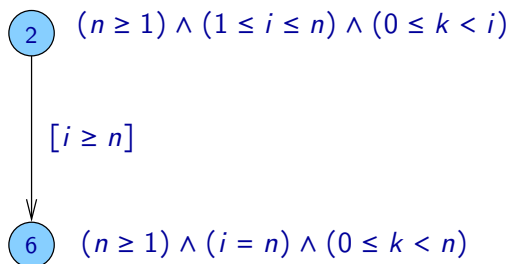 2 (n ≥ 1) ∧ (1 ≤ i ≤ n) ∧ (0 ≤ k < i)
[i ≥ n]
6 (n ≥ 1) ∧ (i = n) ∧ (0 ≤ k < n)